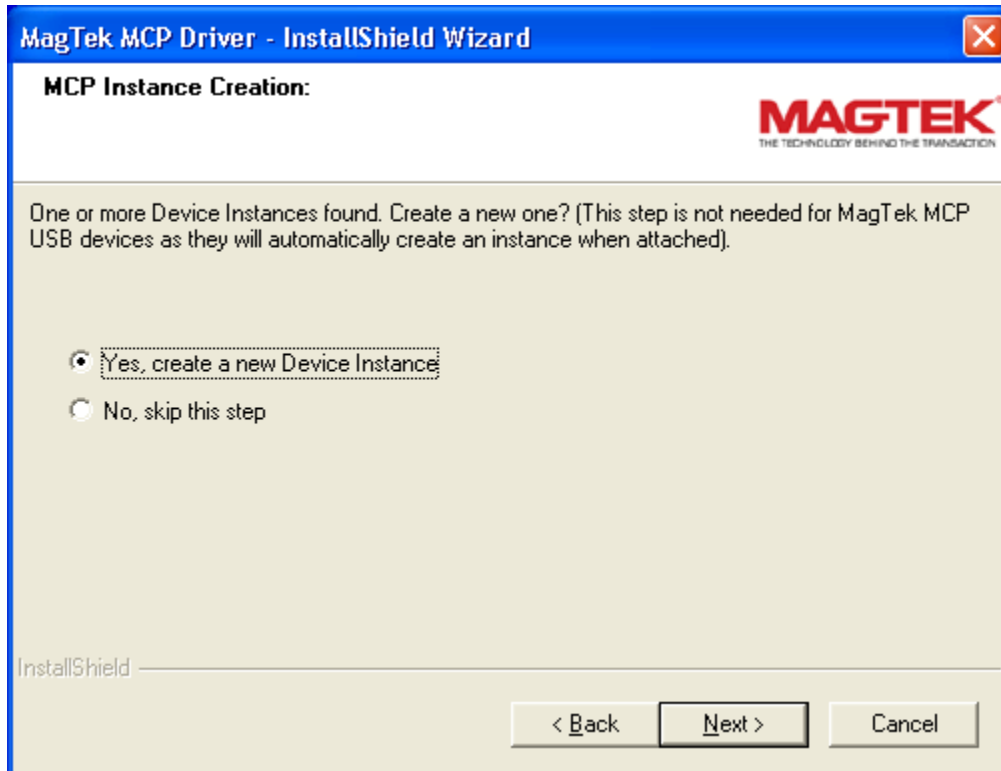 MagTek MCP Driver - InstallShield Wizard
MCP Instance Creation:
MAGTEK®
THE TECHNOLOGY BEHIND THE TRANSACTION
One or more Device Instances found. Create a new one? (This step is not needed for MagTek MCP
USB devices as they will automatically create an instance when attached).
Yes, create a new Device Instance
No, skip this step
InstallShield
< Back
Next >
Cancel